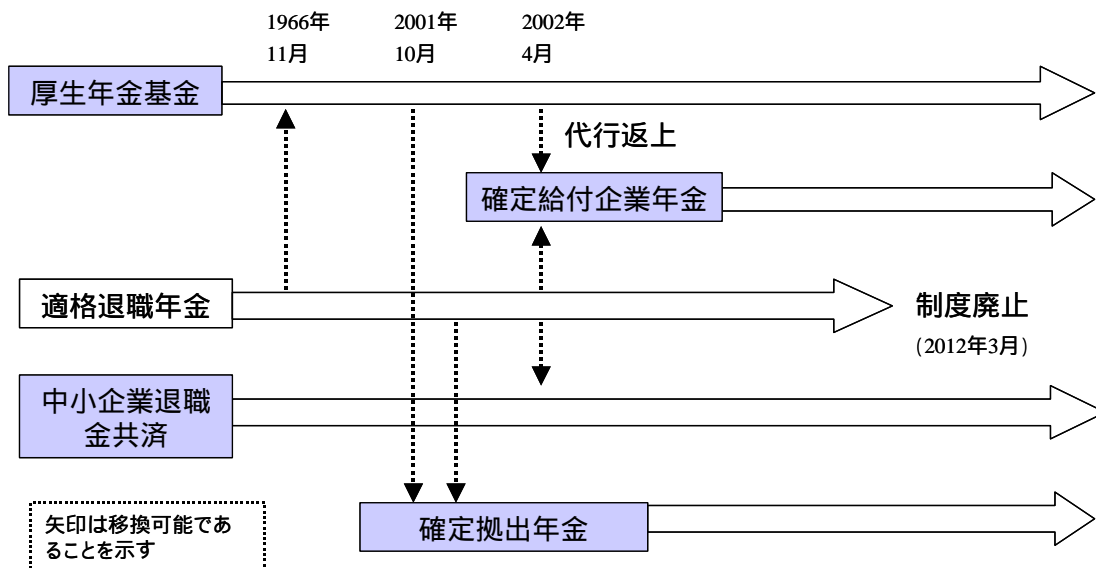 1966年
11月
2001年
10月
2002年
4月
厚生年金基金
代行返上
確定給付企業年金
適格退職年金
制度廃止
(2012年3月)
中小企業退職
金共済
確定拠出年金
矢印は移換可能であ
ることを示す